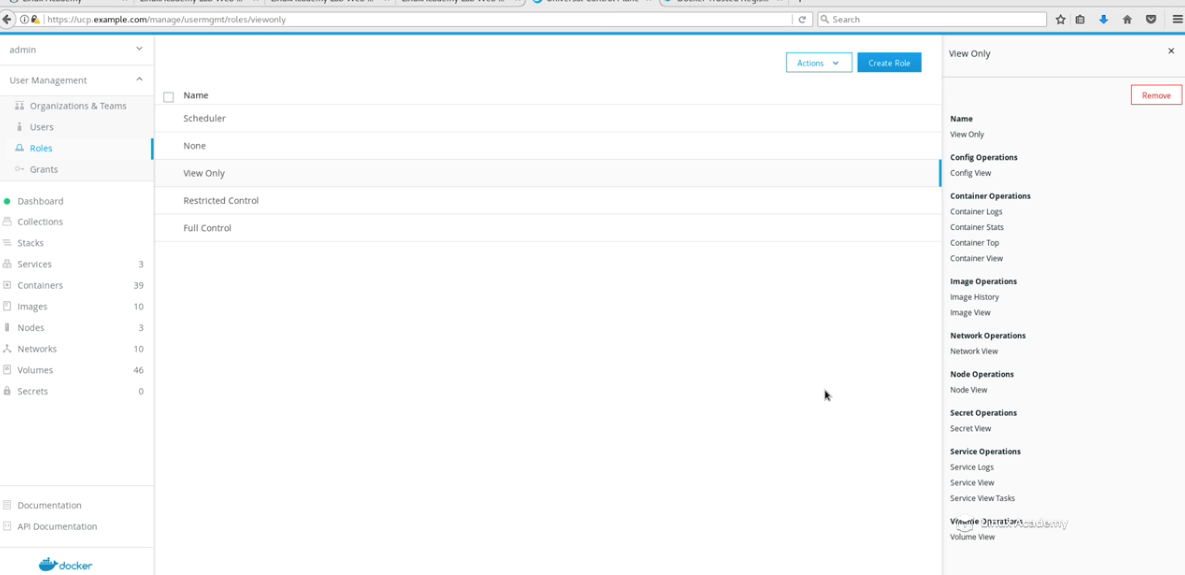 https://ucp.example.com/manage/usermgmt/roles/viewonly
Search
admin
User Management
Organizations & Teams
Users
Roles
Grants
Dashboard
Collections
Stacks
Services 3
Containers 39
Images 10
Nodes 3
Networks 10
Volumes 46
Secrets 0
Documentation
API Documentation
docker
Actions
Create Role
Name
Scheduler
None
View Only
Restricted Control
Full Control
View Only
Remove
Name
View Only
Config Operations
Config View
Container Operations
Container Logs
Container Stats
Container Top
Container View
Image Operations
Image History
Image View
Network Operations
Network View
Node Operations
Node View
Secret Operations
Secret View
Service Operations
Service Logs
Service View
Service View Tasks
Volume Operations
Linux Academy
Volume View